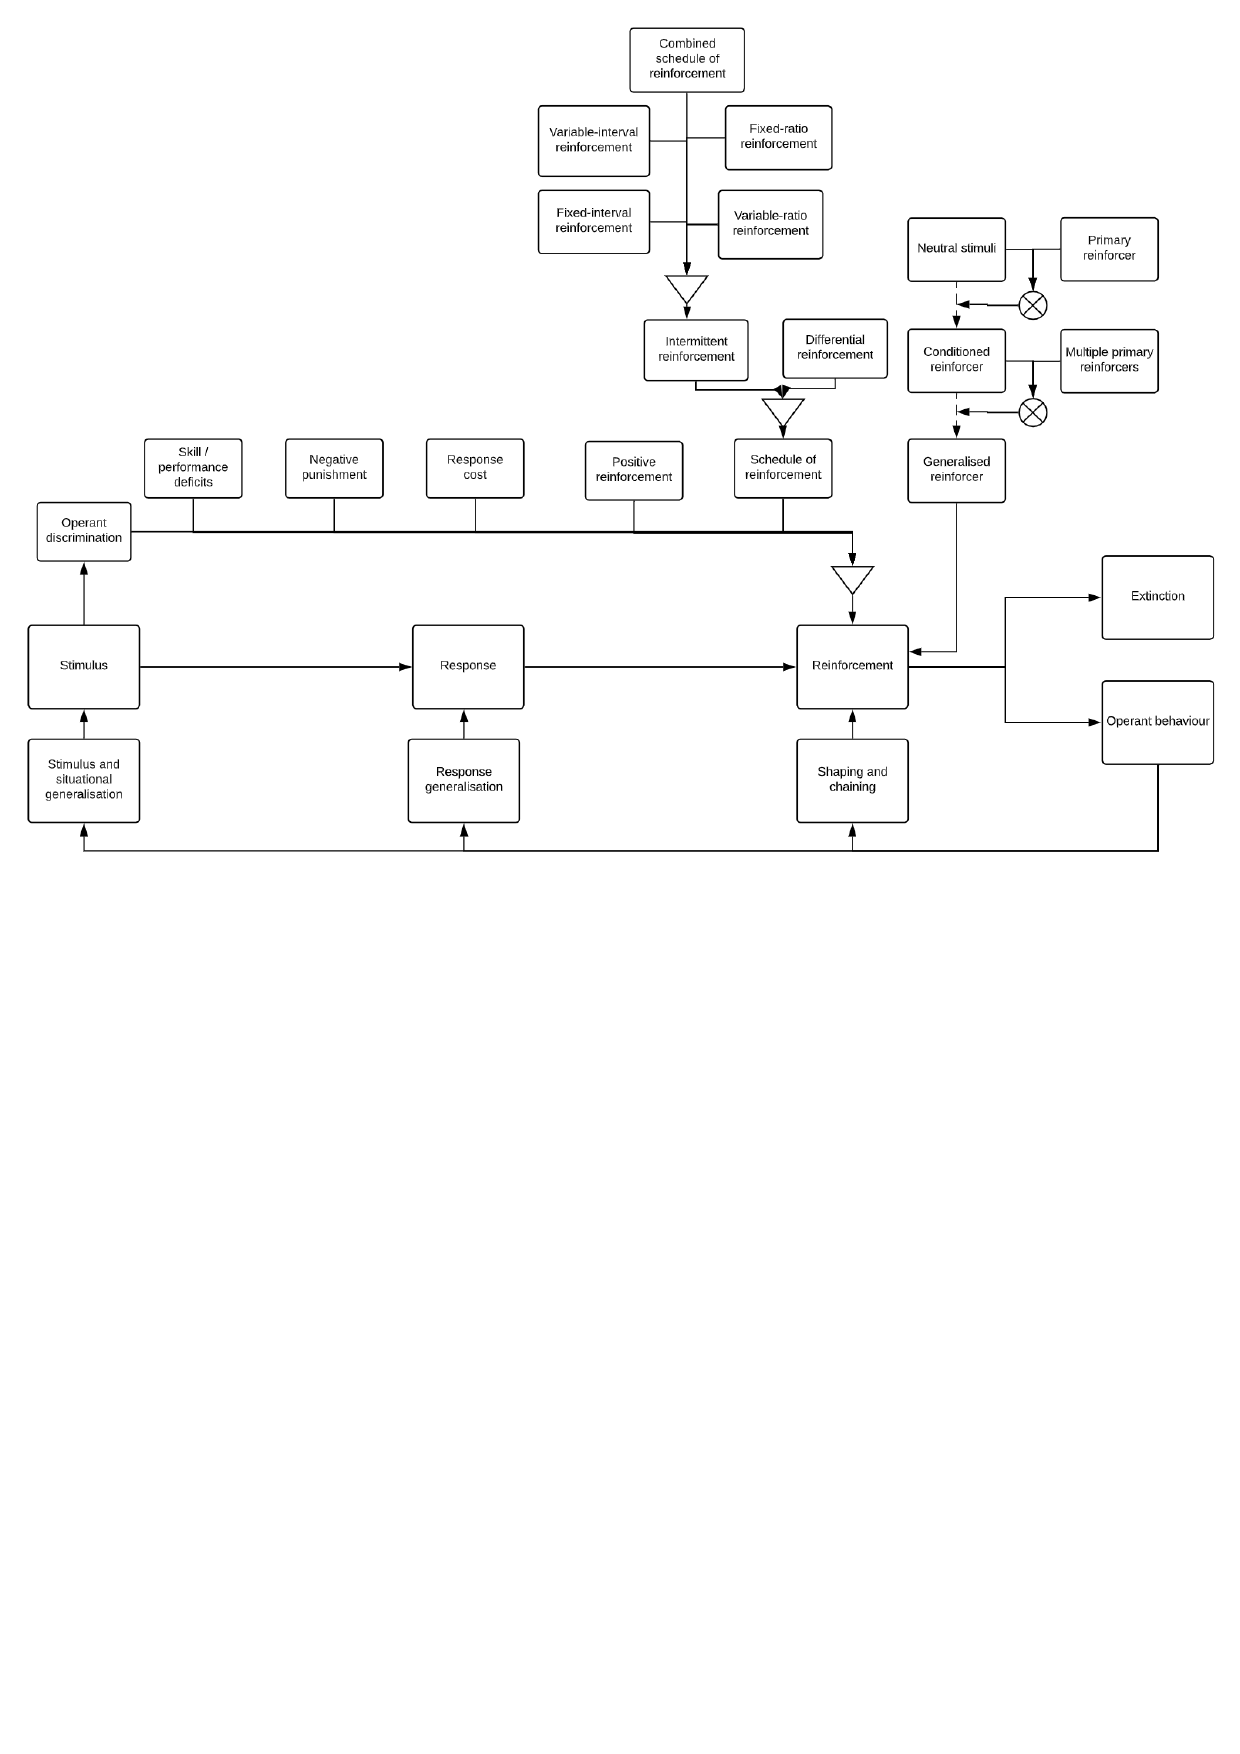 Combined
schedule of
reinforcement
Variable-interval
reinforcement
Fixed-ratio
reinforcement
Fixed-interval
reinforcement
Variable-ratio
reinforcement
Neutral stimuli
Primary
reinforcer
Intermittent
reinforcement
Differential
reinforcement
Conditioned
reinforcer
Multiple primary
reinforcers
Skill /
performance
deficits
Negative
punishment
Response
cost
Positive
reinforcement
Schedule of
reinforcement
Generalised
reinforcer
Operant
discrimination
Extinction
Stimulus
Response
Reinforcement
Operant behaviour
Stimulus and
situational
generalisation
Response
generalisation
Shaping and
chaining